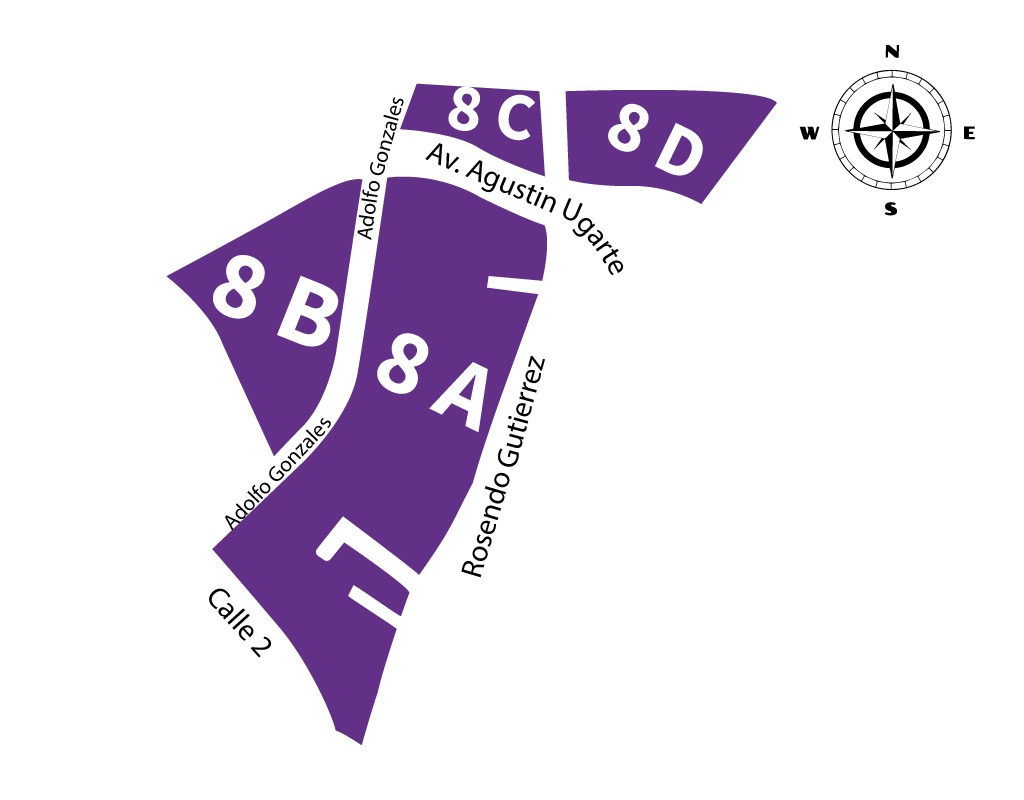 N
W
E
S
8 C
8 D
Adolfo Gonzales
Av. Agustin Ugarte
8 B
8 A
Rosendo Gutierrez
Adolfo Gonzales
Calle 2